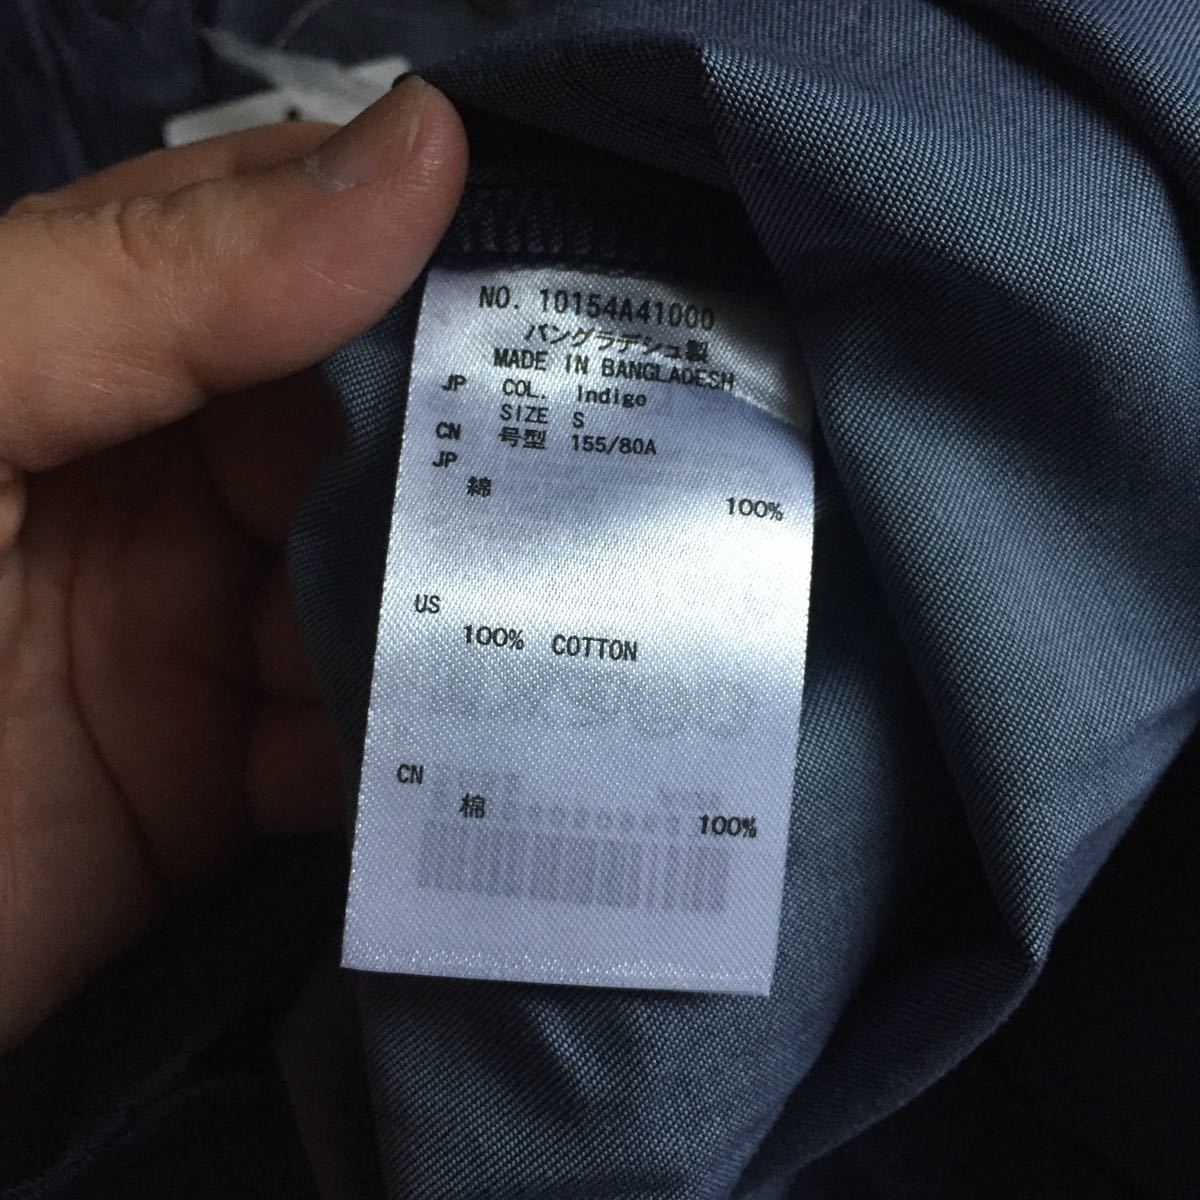 NO. 10154A41000
バングラデシュ製
MADE IN BANGLADESH
JP COL. Indigo
SIZE S
CN 号型 155/80A
JP
綿 100%
US
100% COTTON
CN
棉 100%